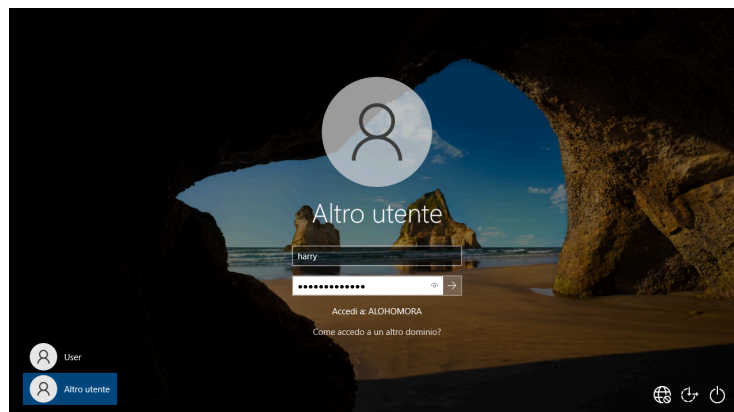 Altro utente
harry
•••••••••••••
Accedi a: ALOHOMORA
Come accedo a un altro dominio?
User
Altro utente